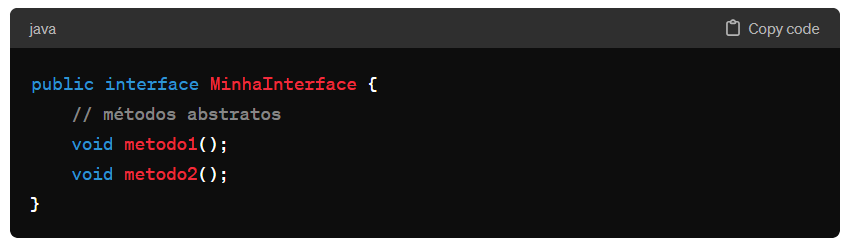 java
Copy code
public interface MinhaInterface {
    // métodos abstratos
    void metodo1();
    void metodo2();
}